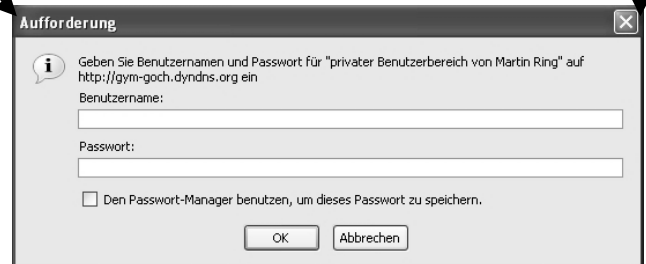 Aufforderung
Geben Sie Benutzernamen und Passwort für "privater Benutzerbereich von Martin Ring" auf
http://gym-goch.dyndns.org ein
Benutzername:
Passwort:
Den Passwort-Manager benutzen, um dieses Passwort zu speichern.
OK
Abbrechen